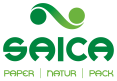 SAICA
PAPER | NATUR | PACK